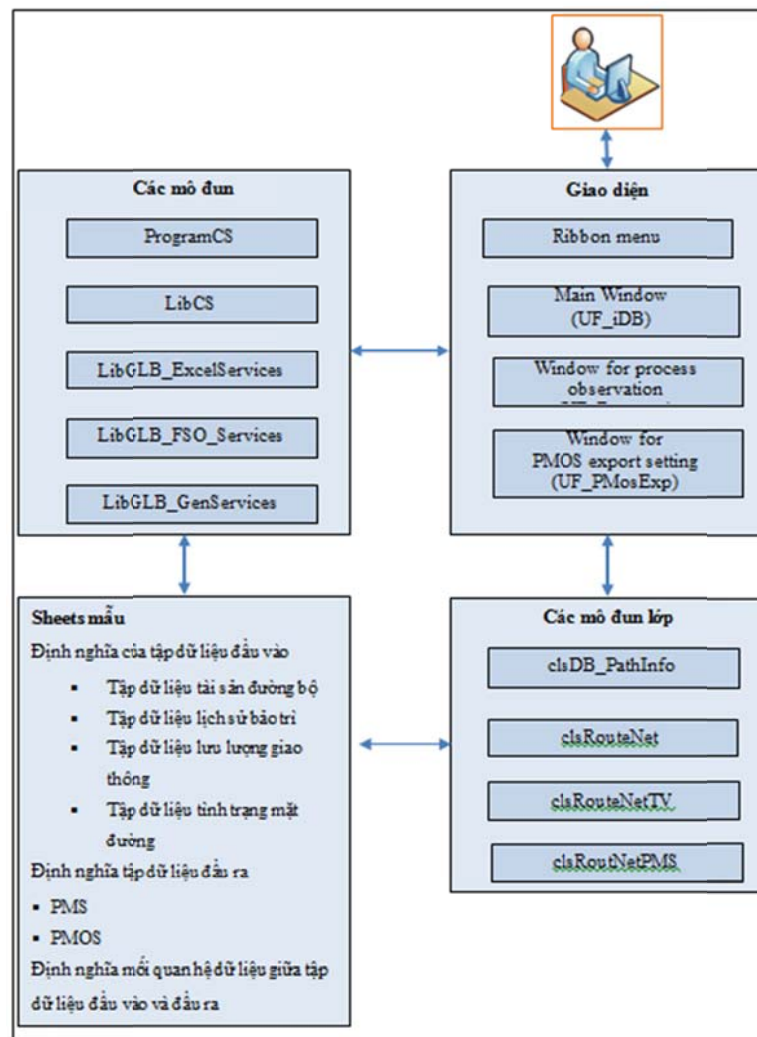 Các mô đun
ProgramCS
LibCS
LibGLB_ExcelServices
LibGLB_FSO_Services
LibGLB_GenServices
Giao diện
Ribbon menu
Main Window
(UF_iDB)
Window for process
observation
Window for
PMOS export setting
(UF_PMosExp)
Sheets mẫu
Định nghĩa của tập dữ liệu đầu vào
▪ Tập dữ liệu tài sản đường bộ
▪ Tập dữ liệu lịch sử bảo trì
▪ Tập dữ liệu lưu lượng giao
thông
▪ Tập dữ liệu tình trạng mặt
đường
Định nghĩa tập dữ liệu đầu ra
▪ PMS
▪ PMOS
Định nghĩa mối quan hệ dữ liệu giữa tập
dữ liệu đầu vào và đầu ra
Các mô đun lớp
clsDB_PathInfo
clsRouteNet
clsRouteNetTV
clsRoutNetPMS